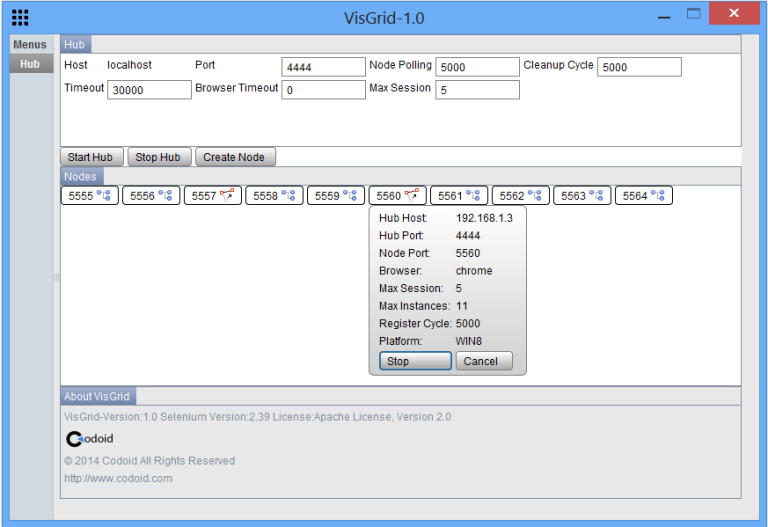 VisGrid-1.0
Menus
Hub
Hub
Host localhost Port 4444 Node Polling 5000 Cleanup Cycle 5000
Timeout 30000 Browser Timeout 0 Max Session 5
Start Hub Stop Hub Create Node
Nodes
5555 5556 5557 5558 5559 5560 5561 5562 5563 5564
Hub Host: 192.168.1.3
Hub Port: 4444
Node Port: 5560
Browser: chrome
Max Session: 5
Max Instances: 11
Register Cycle: 5000
Platform: WIN8
Stop Cancel
About VisGrid
VisGrid-Version:1.0 Selenium Version:2.39 License:Apache License, Version 2.0
Codoid
© 2014 Codoid All Rights Reserved
http://www.codoid.com